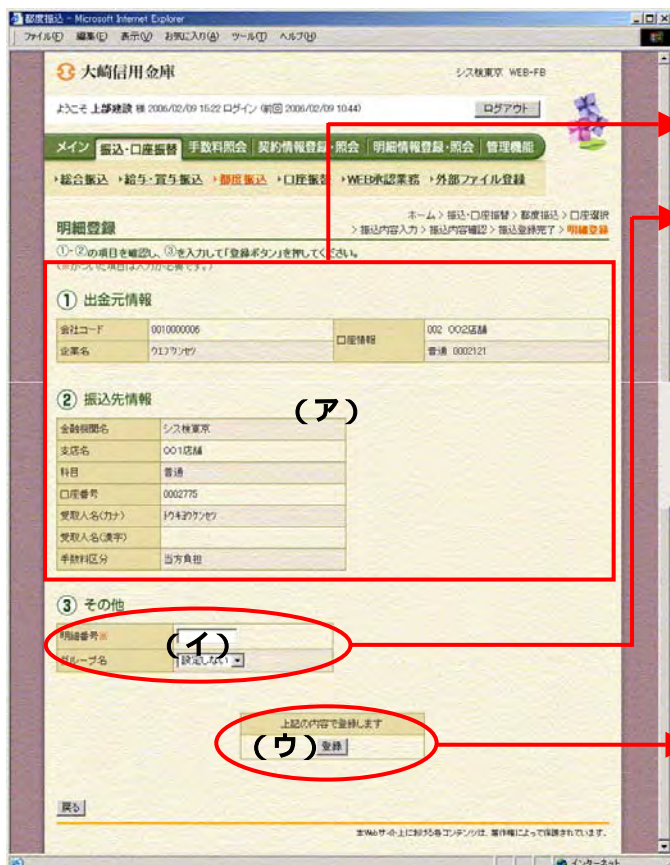 都度振込 - Microsoft Internet Explorer
ファイル(F) 編集(E) 表示(V) お気に入り(A) ツール(T) ヘルプ(H)
大崎信用金庫
シス検東京 WEB-FB
ようこそ 上部建設 様 2006/02/09 15:22 ログイン (前回 2006/02/09 10:44)
ログアウト
メイン 振込・口座振替 手数料照会 契約情報登録・照会 明細情報登録・照会 管理機能
総合振込 給与・賞与振込 都度振込 口座振替 WEB承認業務 外部ファイル登録
ホーム > 振込・口座振替 > 都度振込 > 口座選択
> 振込内容入力 > 振込内容確認 > 振込登録完了 > 明細登録
明細登録
①-②の項目を確認し、③を入力して「登録ボタン」を押してください。
(※がついた項目は入力が必要です。)
① 出金元情報
会社コード 0010000006 口座情報 002 002店舗
企業名 ウエブケンセツ 普通 0002121
② 振込先情報
(ア)
金融機関名 シス検東京
支店名 001店舗
科目 普通
口座番号 0002775
受取人名(カナ) トウキヨウケンセツ
受取人名(漢字)
手数料区分 当方負担
③ その他
明細番号※
(イ)
グループ名 設定しない
上記の内容で登録します
(ウ) 登録
戻る
本Webサイト上における各コンテンツは、著作権によって保護されています。
インターネット